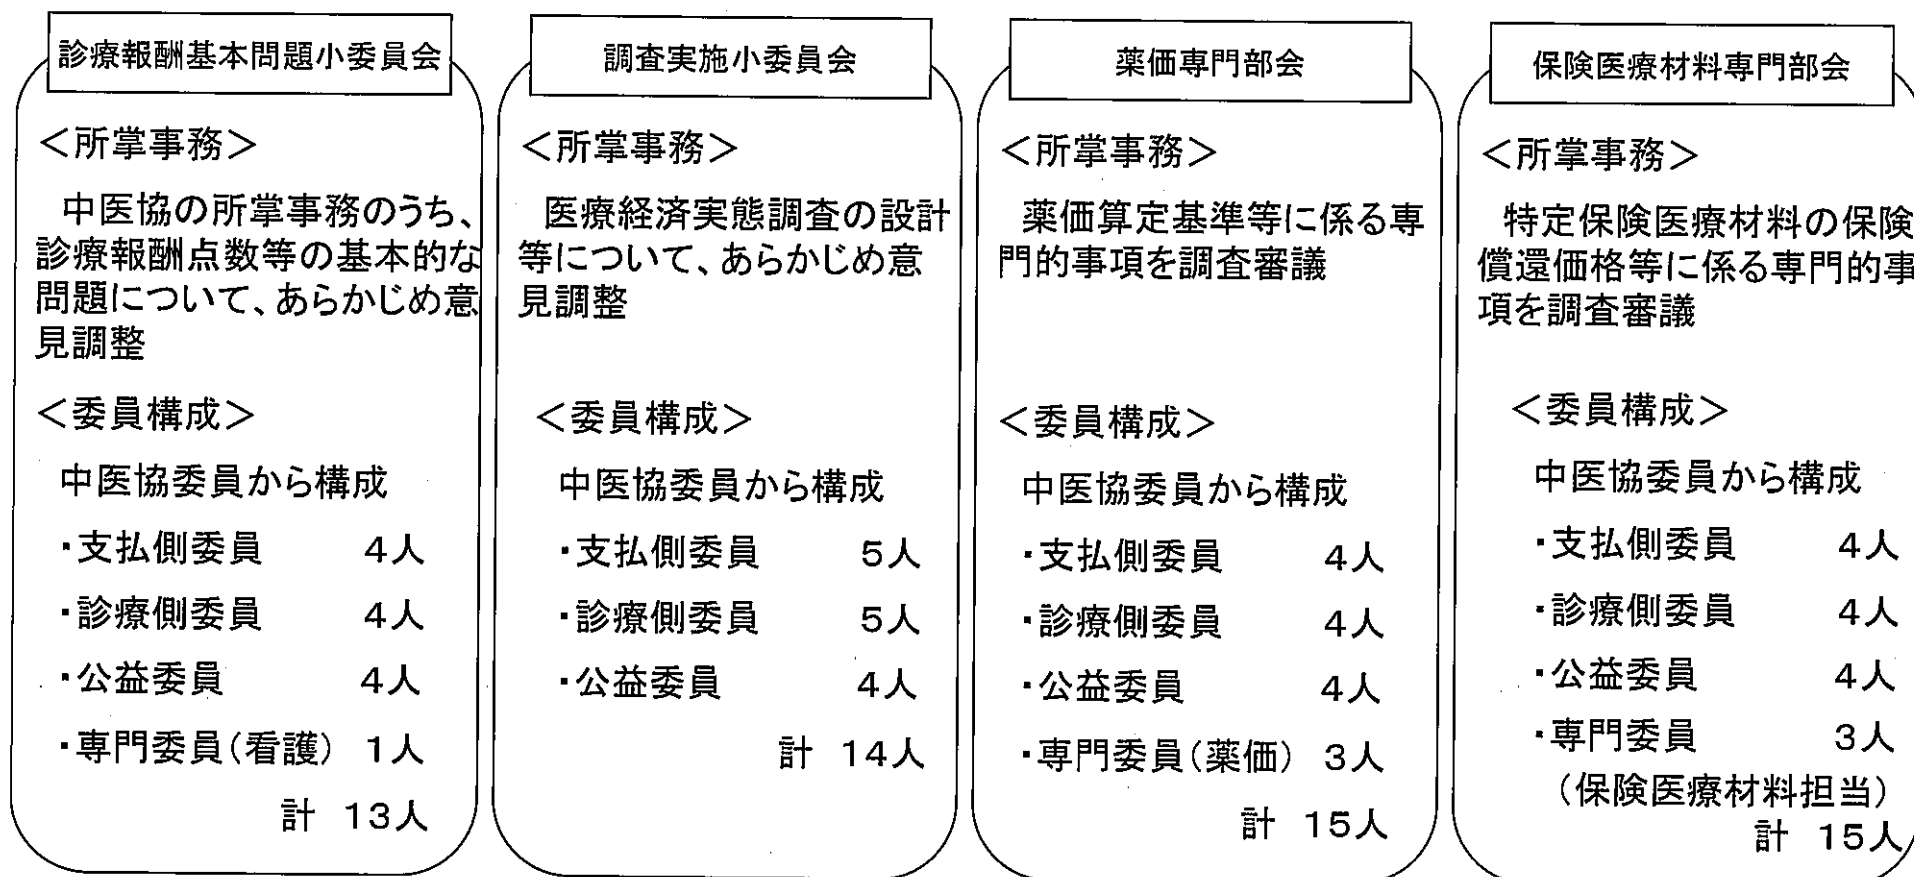 診療報酬基本問題小委員会
<所掌事務>
中医協の所掌事務のうち、
診療報酬点数等の基本的な
問題について、あらかじめ意
見調整
<委員構成>
中医協委員から構成
・支払側委員 4人
・診療側委員 4人
・公益委員 4人
・専門委員(看護) 1人
計 13人
調査実施小委員会
<所掌事務>
医療経済実態調査の設計
等について、あらかじめ意
見調整
<委員構成>
中医協委員から構成
・支払側委員 5人
・診療側委員 5人
・公益委員 4人
計 14人
薬価専門部会
<所掌事務>
薬価算定基準等に係る専
門的事項を調査審議
<委員構成>
中医協委員から構成
・支払側委員 4人
・診療側委員 4人
・公益委員 4人
・専門委員(薬価) 3人
計 15人
保険医療材料専門部会
<所掌事務>
特定保険医療材料の保険
償還価格等に係る専門的事
項を調査審議
<委員構成>
中医協委員から構成
・支払側委員 4人
・診療側委員 4人
・公益委員 4人
・専門委員 3人
(保険医療材料担当)
計 15人